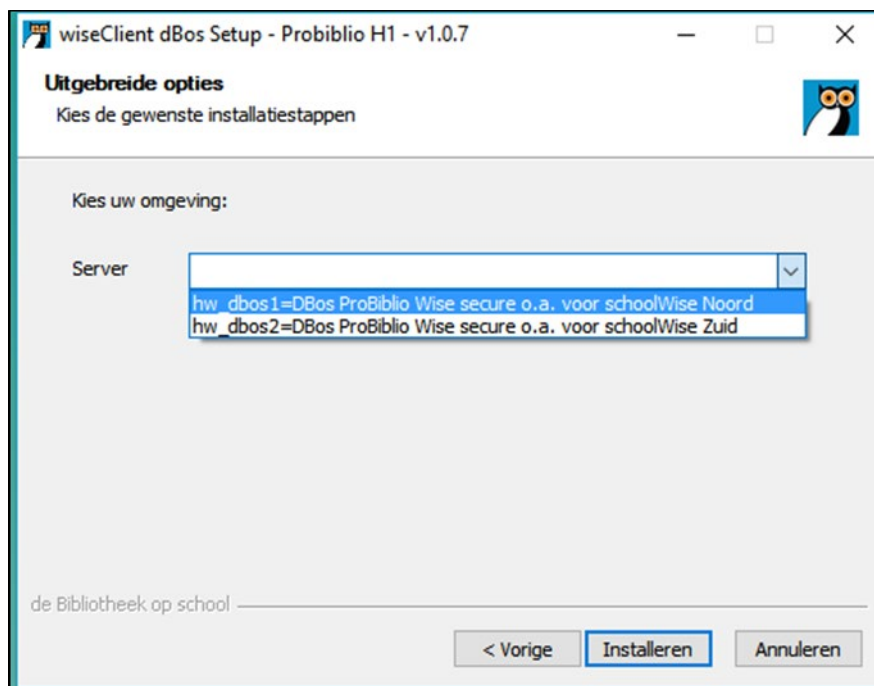 wiseClient dBos Setup - Probiblio H1 - v1.0.7
Uitgebreide opties
Kies de gewenste installatiestappen
Kies uw omgeving:
Server
hw_dbos1=DBos ProBiblio Wise secure o.a. voor schoolWise Noord
hw_dbos2=DBos ProBiblio Wise secure o.a. voor schoolWise Zuid
de Bibliotheek op school
< Vorige
Installeren
Annuleren